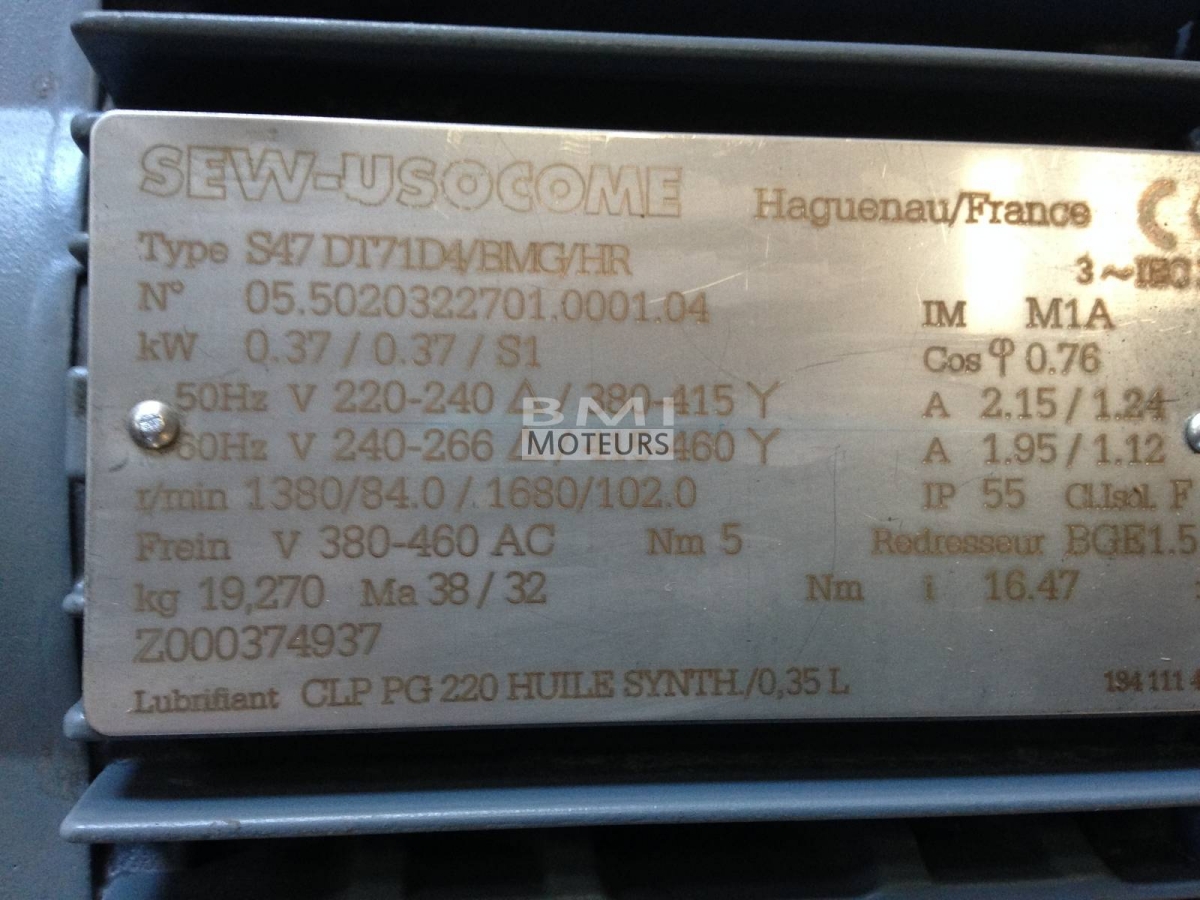 SEW-USOCOME Haguenau/France CE
Type S47 DT71D4/BMG/HR 3 ~ IEC
N° 05.5020322701.0001.04 IM M1A
kW 0.37 / 0.37 / S1 Cos φ 0.76
50Hz V 220-240 Δ / 380-415 Y A 2.15 / 1.24
60Hz V 240-266 Δ 460 Y A 1.95 / 1.12
BMI
MOTEURS
r/min 1380/84.0 / 1680/102.0 IP 55 Cl.Isol. F
Frein V 380-460 AC Nm 5 Redresseur BGE1.5
kg 19,270 Ma 38 / 32 Nm i 16.47
Z000374937
Lubrifiant CLP PG 220 HUILE SYNTH./0,35 L 194 111